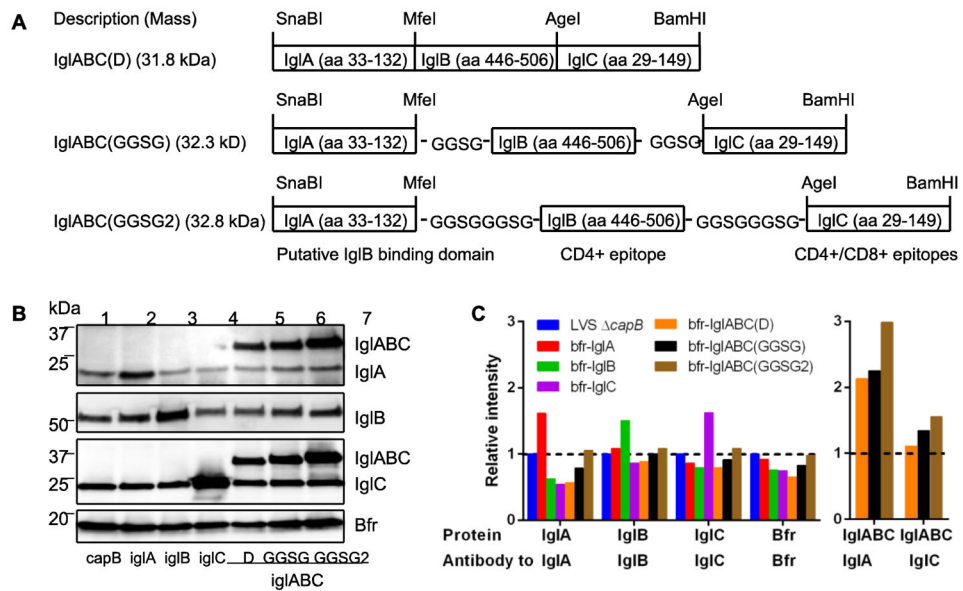 A
Description (Mass)
SnaBI MfeI AgeI BamHI
IglABC(D) (31.8 kDa)
IglA (aa 33-132) IgIB (aa 446-506) IglC (aa 29-149)
SnaBI MfeI AgeI BamHI
IglABC(GGSG) (32.3 kD)
IglA (aa 33-132) GGSG IglB (aa 446-506) GGSG IglC (aa 29-149)
SnaBI MfeI AgeI BamHI
IglABC(GGSG2) (32.8 kDa)
IglA (aa 33-132) GGSGGGSG IglB (aa 446-506) GGSGGGSG IglC (aa 29-149)
Putative IglB binding domain CD4+ epitope CD4+/CD8+ epitopes
B
kDa
1 2 3 4 5 6 7
37
IglABC
25
IglA
IglB
50
37
IglABC
25
IglC
20
Bfr
capB iglA iglB iglC D GGSG GGSG2
iglABC
C
Relative intensity
3
2
1
0
LVS ΔcapB
bfr-IglA
bfr-IglB
bfr-IglC
bfr-IglABC(D)
bfr-IglABC(GGSG)
bfr-IglABC(GGSG2)
3
2
1
0
Protein IglA IglB IglC Bfr IglABC IglABC
Antibody to IglA IglB IglC Bfr IglA IglC